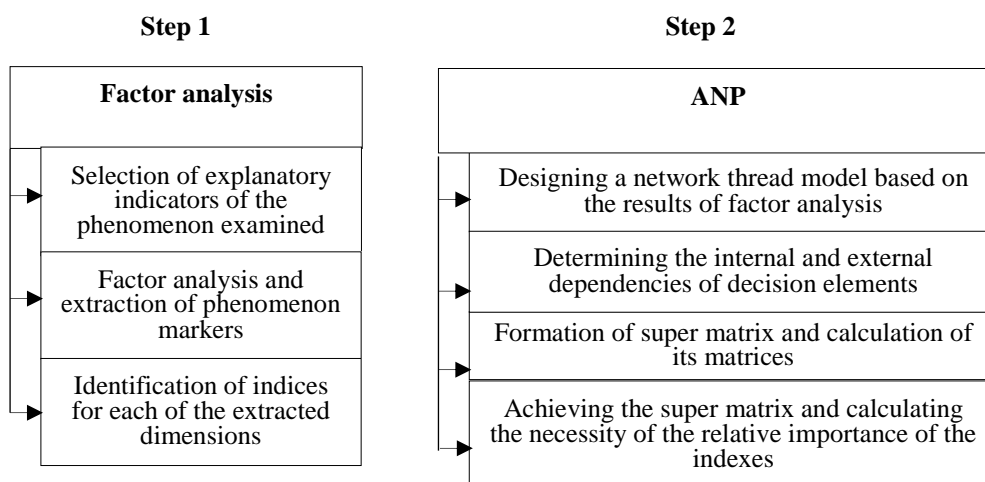 Step 1
Factor analysis
Selection of explanatory
indicators of the
phenomenon examined
Factor analysis and
extraction of phenomenon
markers
Identification of indices
for each of the extracted
dimensions
Step 2
ANP
Designing a network thread model based on
the results of factor analysis
Determining the internal and external
dependencies of decision elements
Formation of super matrix and calculation of
its matrices
Achieving the super matrix and calculating
the necessity of the relative importance of the
indexes